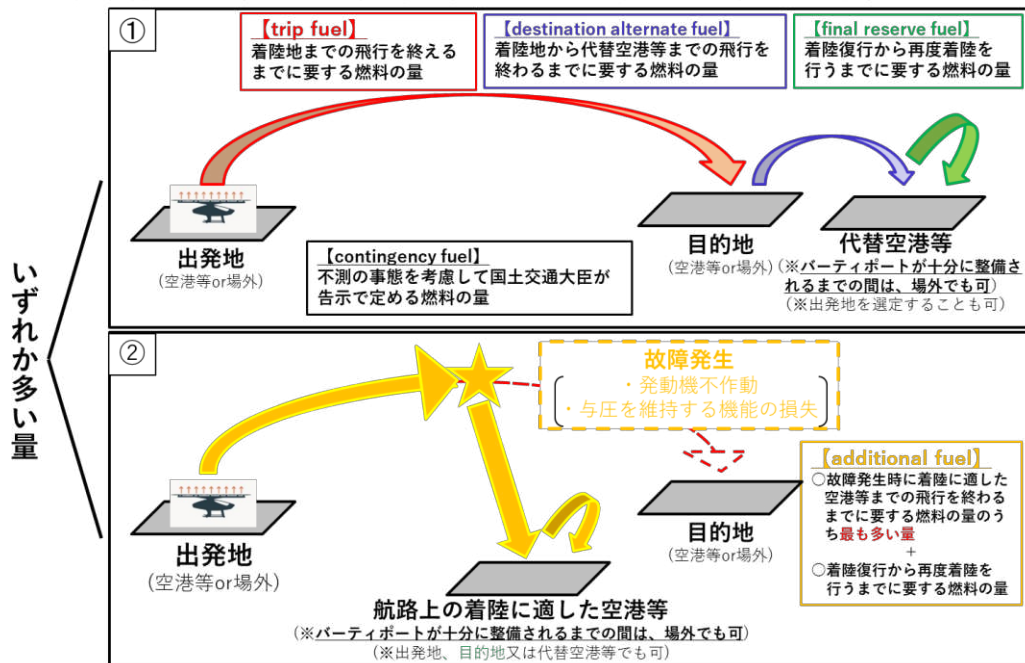 いずれか多い量
①
【trip fuel】
着陸地までの飛行を終える
までに要する燃料の量
【destination alternate fuel】
着陸地から代替空港等までの飛行を
終わるまでに要する燃料の量
【final reserve fuel】
着陸復行から再度着陸を
行うまでに要する燃料の量
出発地
(空港等or場外)
【contingency fuel】
不測の事態を考慮して国土交通大臣が
告示で定める燃料の量
目的地
(空港等or場外)
代替空港等
(※バーティポートが十分に整備さ
れるまでの間は、場外でも可)
(※出発地を選定することも可)
②
故障発生
・発動機不作動
・与圧を維持する機能の損失
出発地
(空港等or場外)
目的地
(空港等or場外)
【additional fuel】
○故障発生時に着陸に適した
空港等までの飛行を終わる
までに要する燃料の量のう
ち最も多い量
+
○着陸復行から再度着陸を
行うまでに要する燃料の量
航路上の着陸に適した空港等
(※バーティポートが十分に整備されるまでの間は、場外でも可)
(※出発地、目的地又は代替空港等でも可)